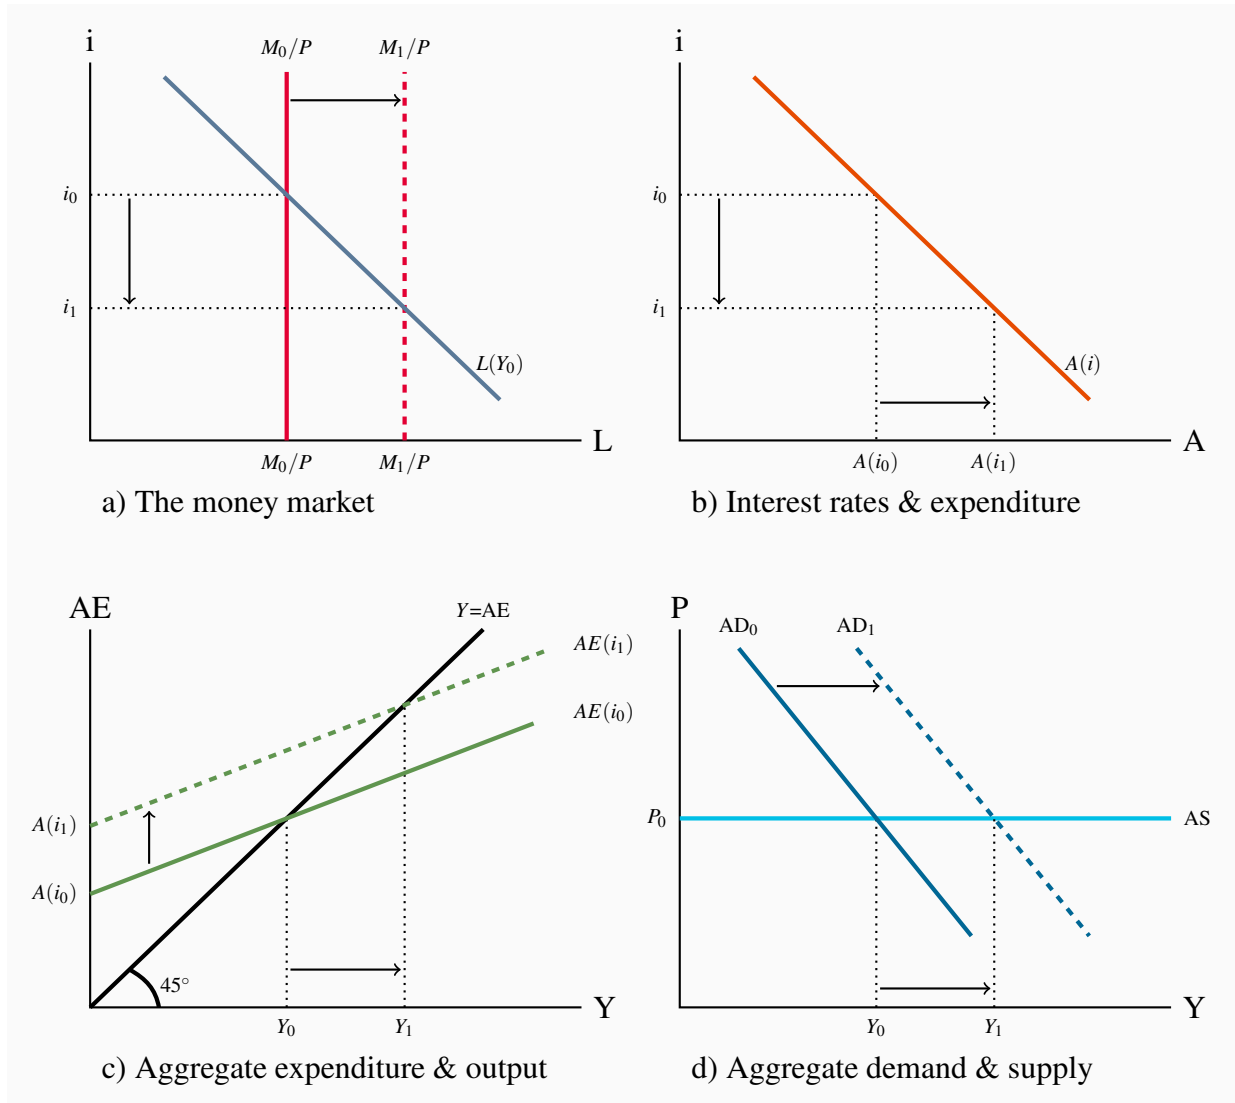 i
M₀/P
M₁/P
i₀
i₁
L(Y₀)
L
M₀/P
M₁/P
a) The money market
i
i₀
i₁
A(i)
A
A(i₀)
A(i₁)
b) Interest rates & expenditure
AE
Y=AE
AE(i₁)
AE(i₀)
A(i₁)
A(i₀)
45°
Y
Y₀
Y₁
c) Aggregate expenditure & output
P
AD₀
AD₁
P₀
AS
Y
Y₀
Y₁
d) Aggregate demand & supply